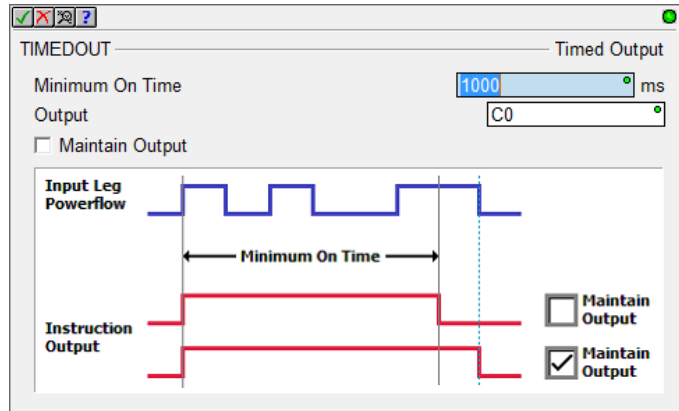 ?
TIMEDOUT Timed Output
Minimum On Time 1000 ms
Output C0
Maintain Output
Input Leg
Powerflow
Minimum On Time
Maintain
Output
Instruction
Output
Maintain
Output